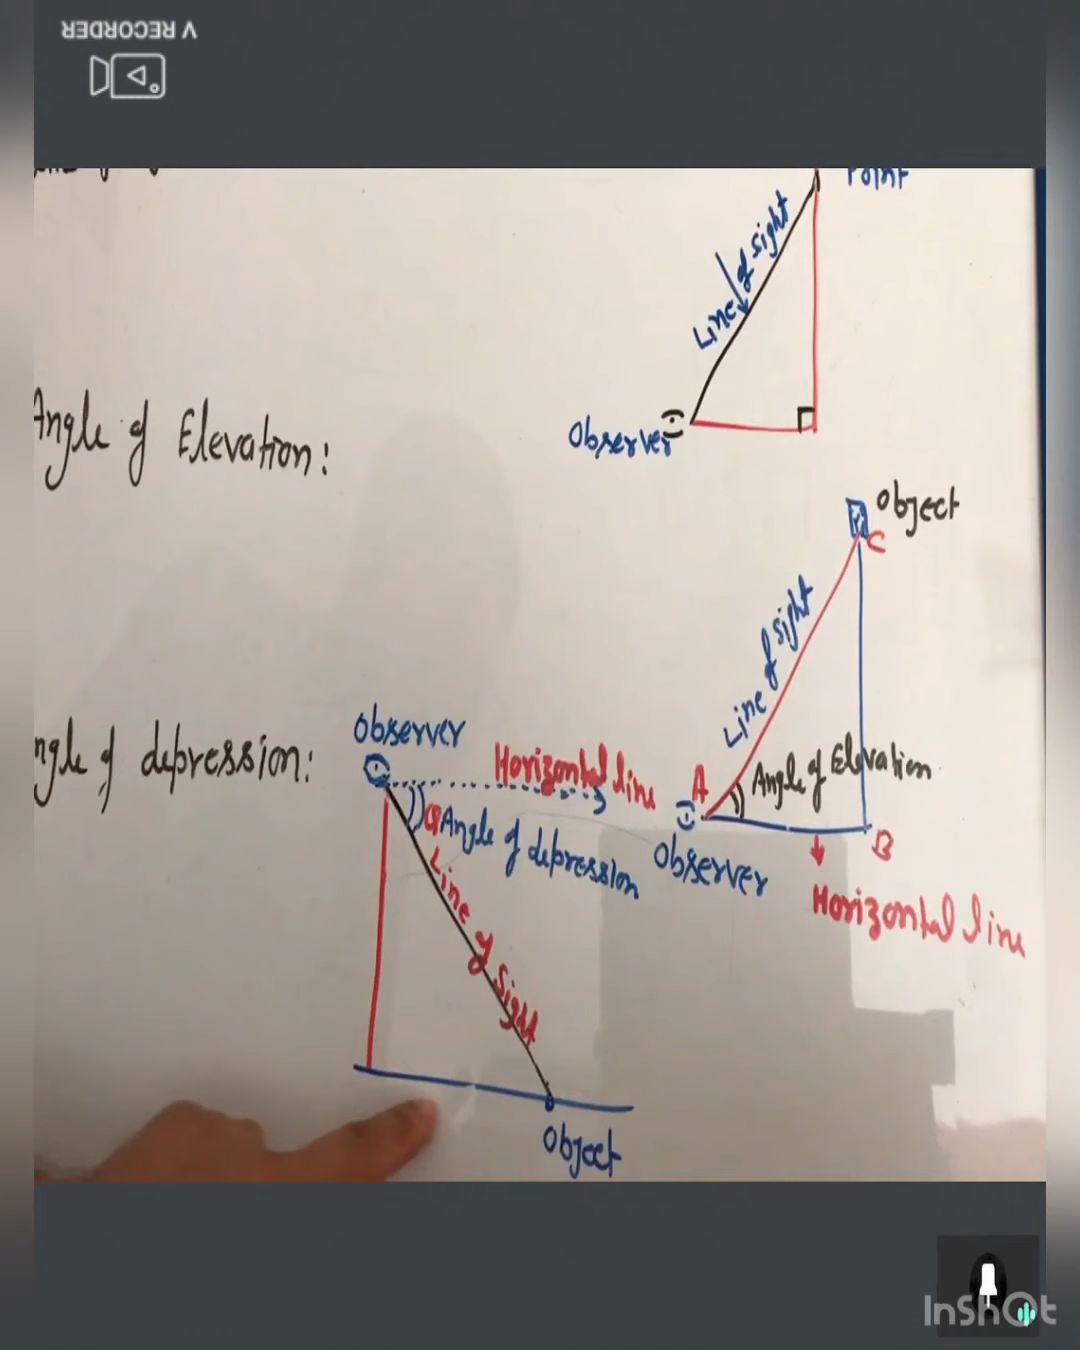 V RECORDER
Point
Line of sight
Observer
Angle of Elevation:
Object
C
Line of sight
Angle of Elevation
A
Observer
B
Horizontal line
ngle of depression:
Observer
Horizontal line
Angle of depression
Line of Sight
Object
InShOt